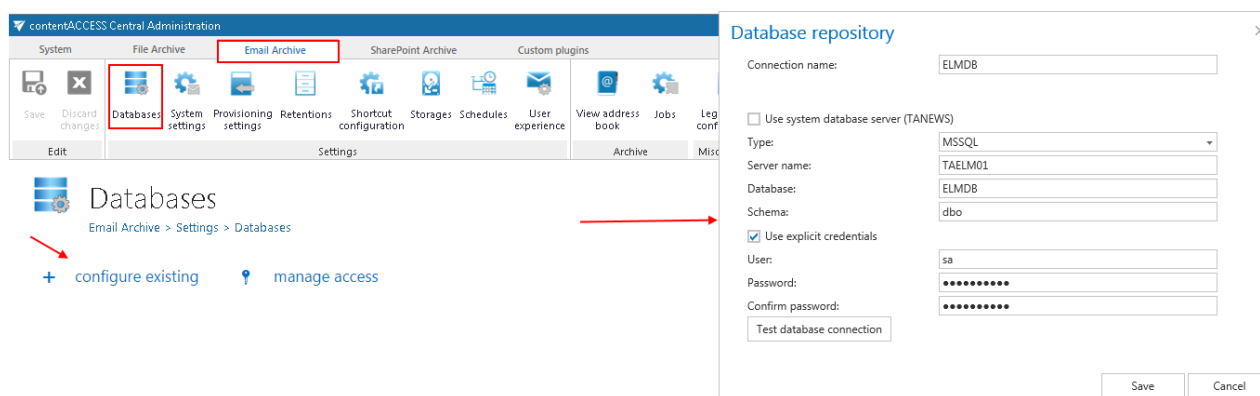 contentACCESS Central Administration
System File Archive Email Archive SharePoint Archive Custom plugins
Save Discard changes Databases System settings Provisioning settings Retentions Shortcut configuration Storages Schedules User experience View address book Jobs
Edit Settings Archive
Databases
Email Archive > Settings > Databases
+ configure existing manage access
Database repository
Connection name: ELMDB
Use system database server (TANEWS)
Type: MSSQL
Server name: TAELM01
Database: ELMDB
Schema: dbo
Use explicit credentials
User: sa
Password: ●●●●●●●●●●
Confirm password: ●●●●●●●●●●
Test database connection
Save Cancel